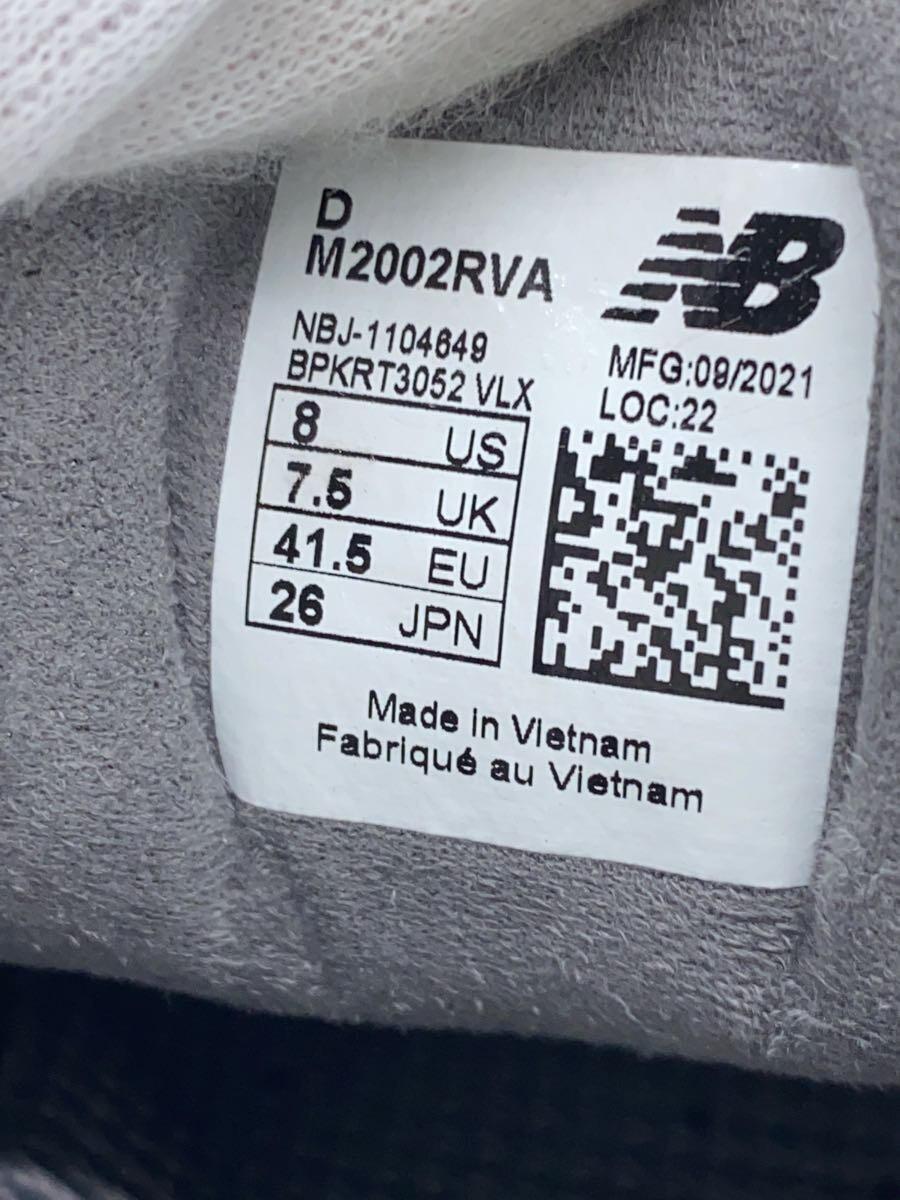 D
M2002RVA
NB
NBJ-1104649
BPKRT3052 VLX
MFG:09/2021
LOC:22
8 US
7.5 UK
41.5 EU
26 JPN
Made in Vietnam
Fabriqué au Vietnam